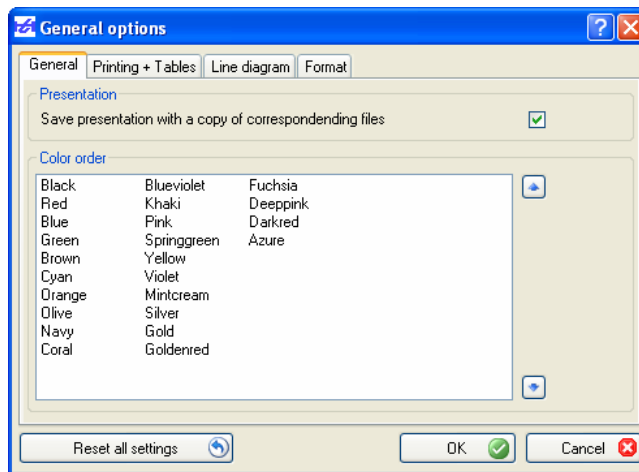 General options
General Printing + Tables Line diagram Format
Presentation
Save presentation with a copy of correspondending files
Color order
Black Blueviolet Fuchsia
Red Khaki Deeppink
Blue Pink Darkred
Green Springgreen Azure
Brown Yellow
Cyan Violet
Orange Mintcream
Olive Silver
Navy Gold
Coral Goldenred
Reset all settings OK Cancel